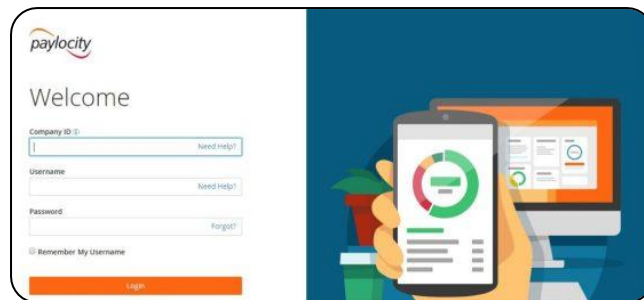 paylocity
Welcome
Company ID ⓘ
Need Help?
Username
Need Help?
Password
Forgot?
Remember My Username
Login